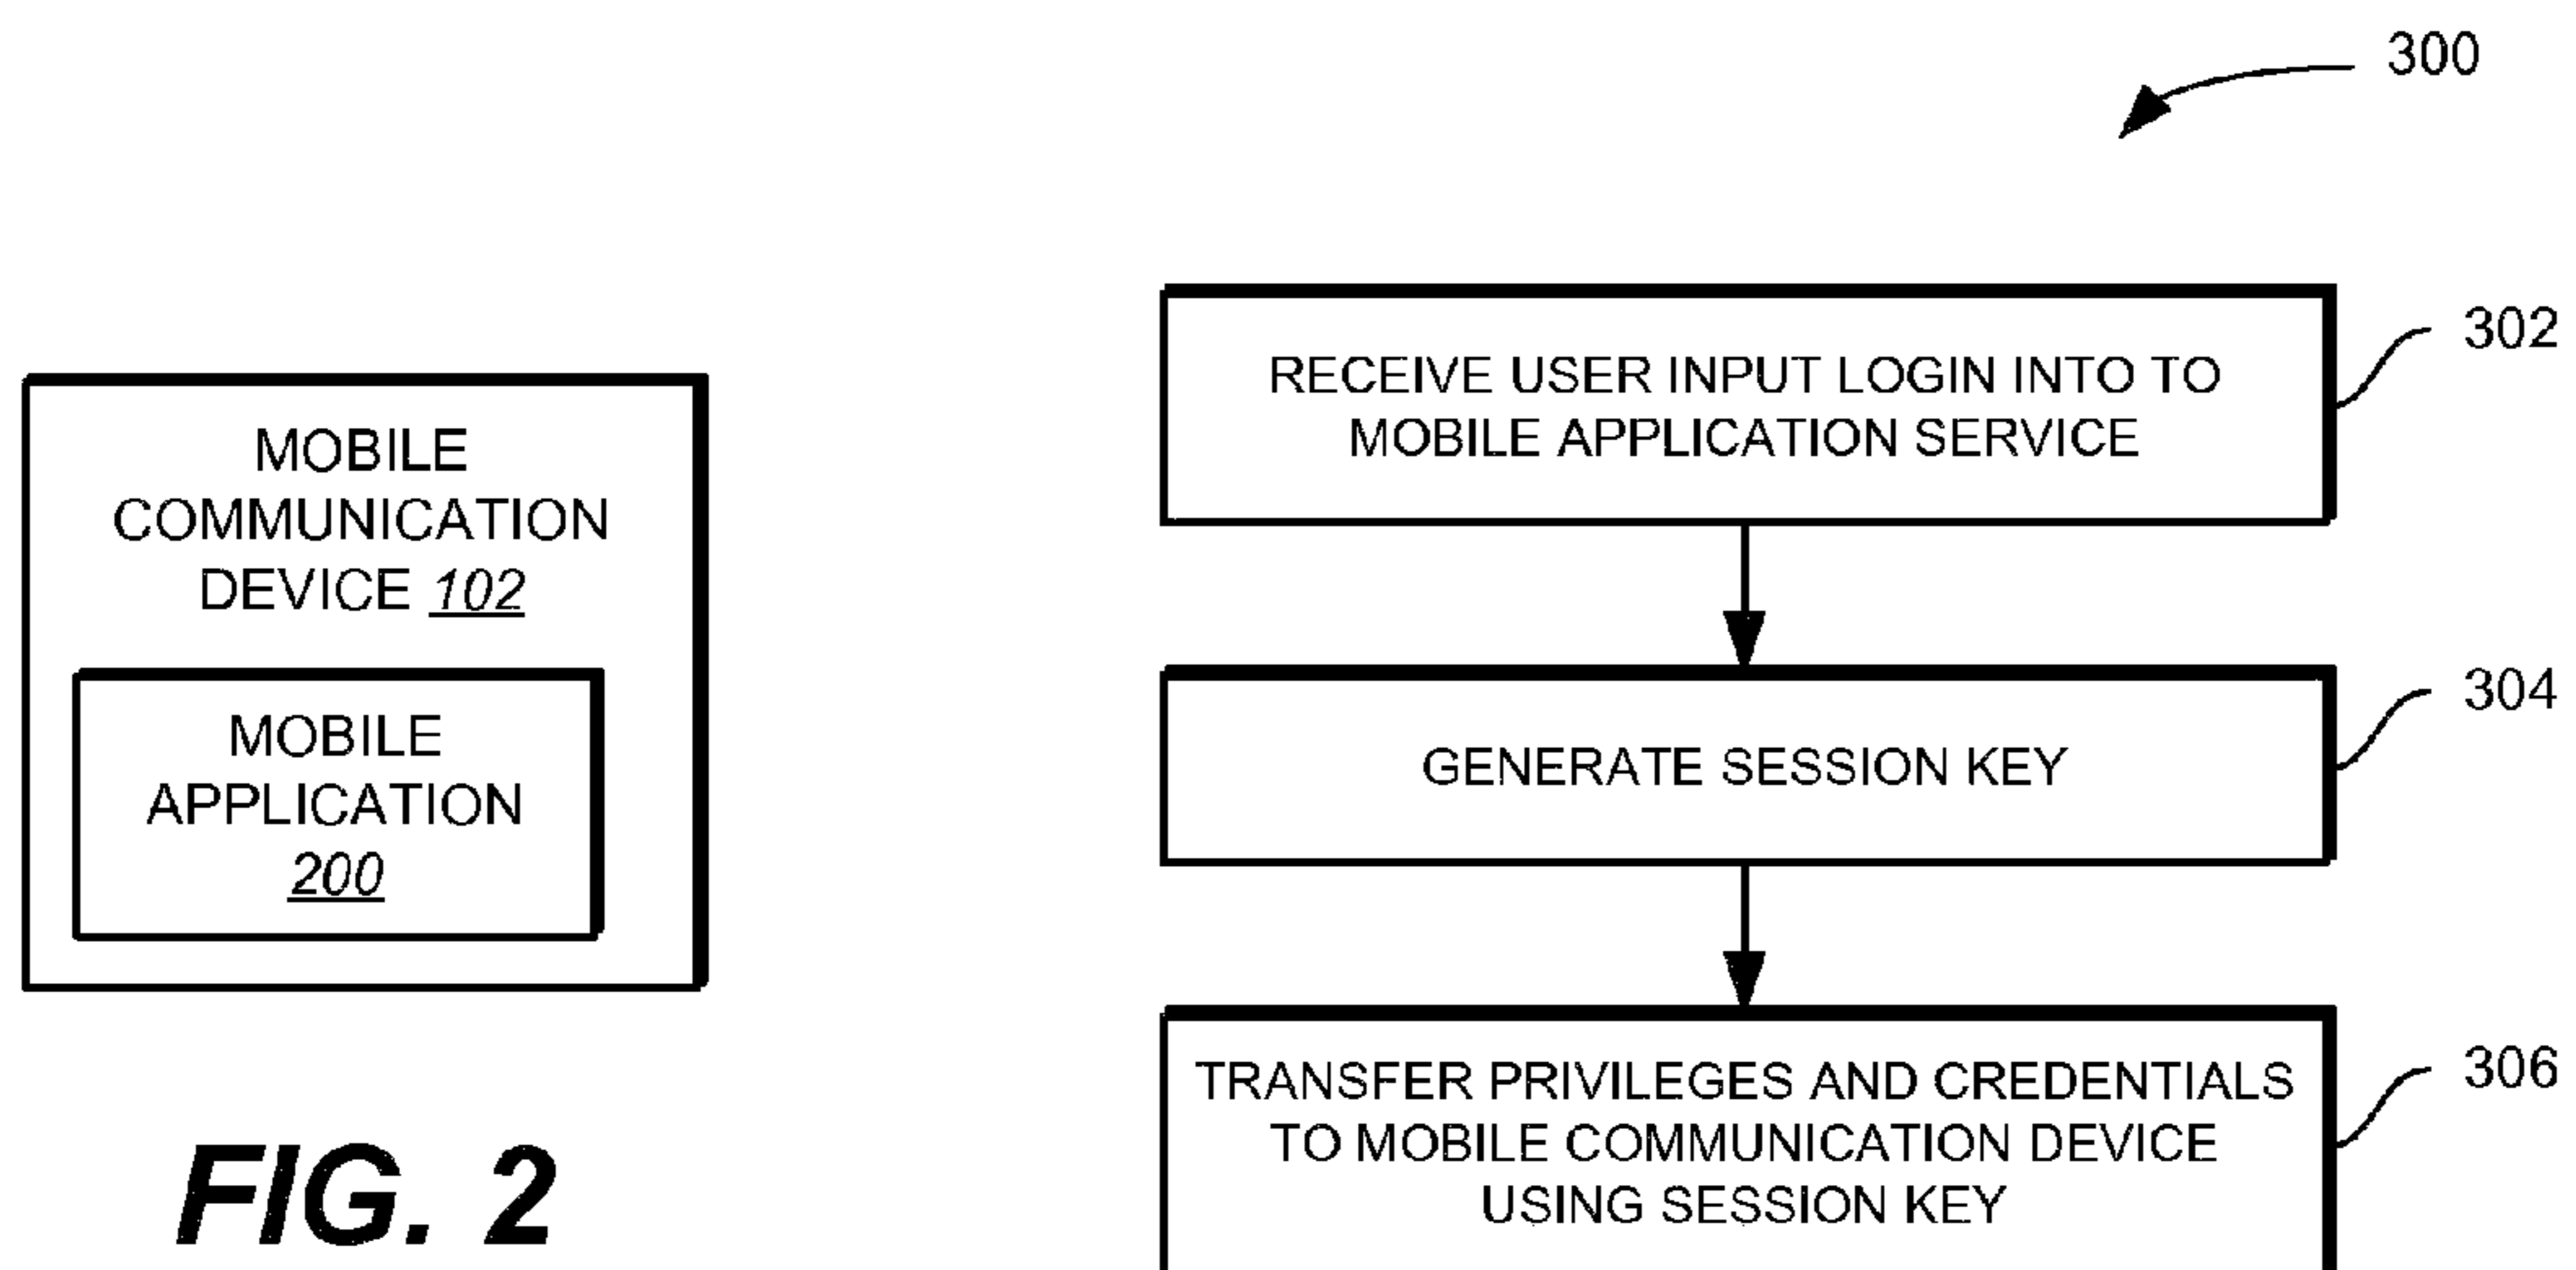 MOBILE
COMMUNICATION
DEVICE 102
MOBILE
APPLICATION
200
FIG. 2
300
RECEIVE USER INPUT LOGIN INTO TO
MOBILE APPLICATION SERVICE
302
GENERATE SESSION KEY
304
TRANSFER PRIVILEGES AND CREDENTIALS
TO MOBILE COMMUNICATION DEVICE
USING SESSION KEY
306